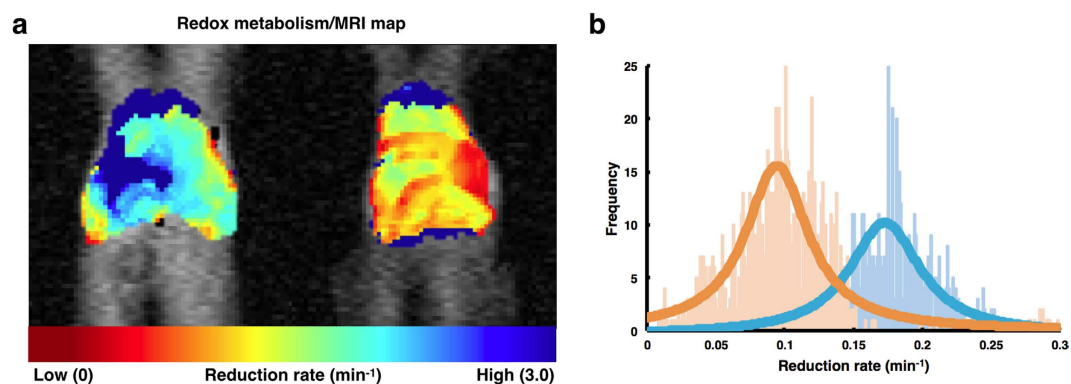 a
Redox metabolism/MRI map
Low (0) Reduction rate (min⁻¹) High (3.0)
b
Frequency
25
20
15
10
5
0
0 0.05 0.1 0.15 0.2 0.25 0.3
Reduction rate (min⁻¹)